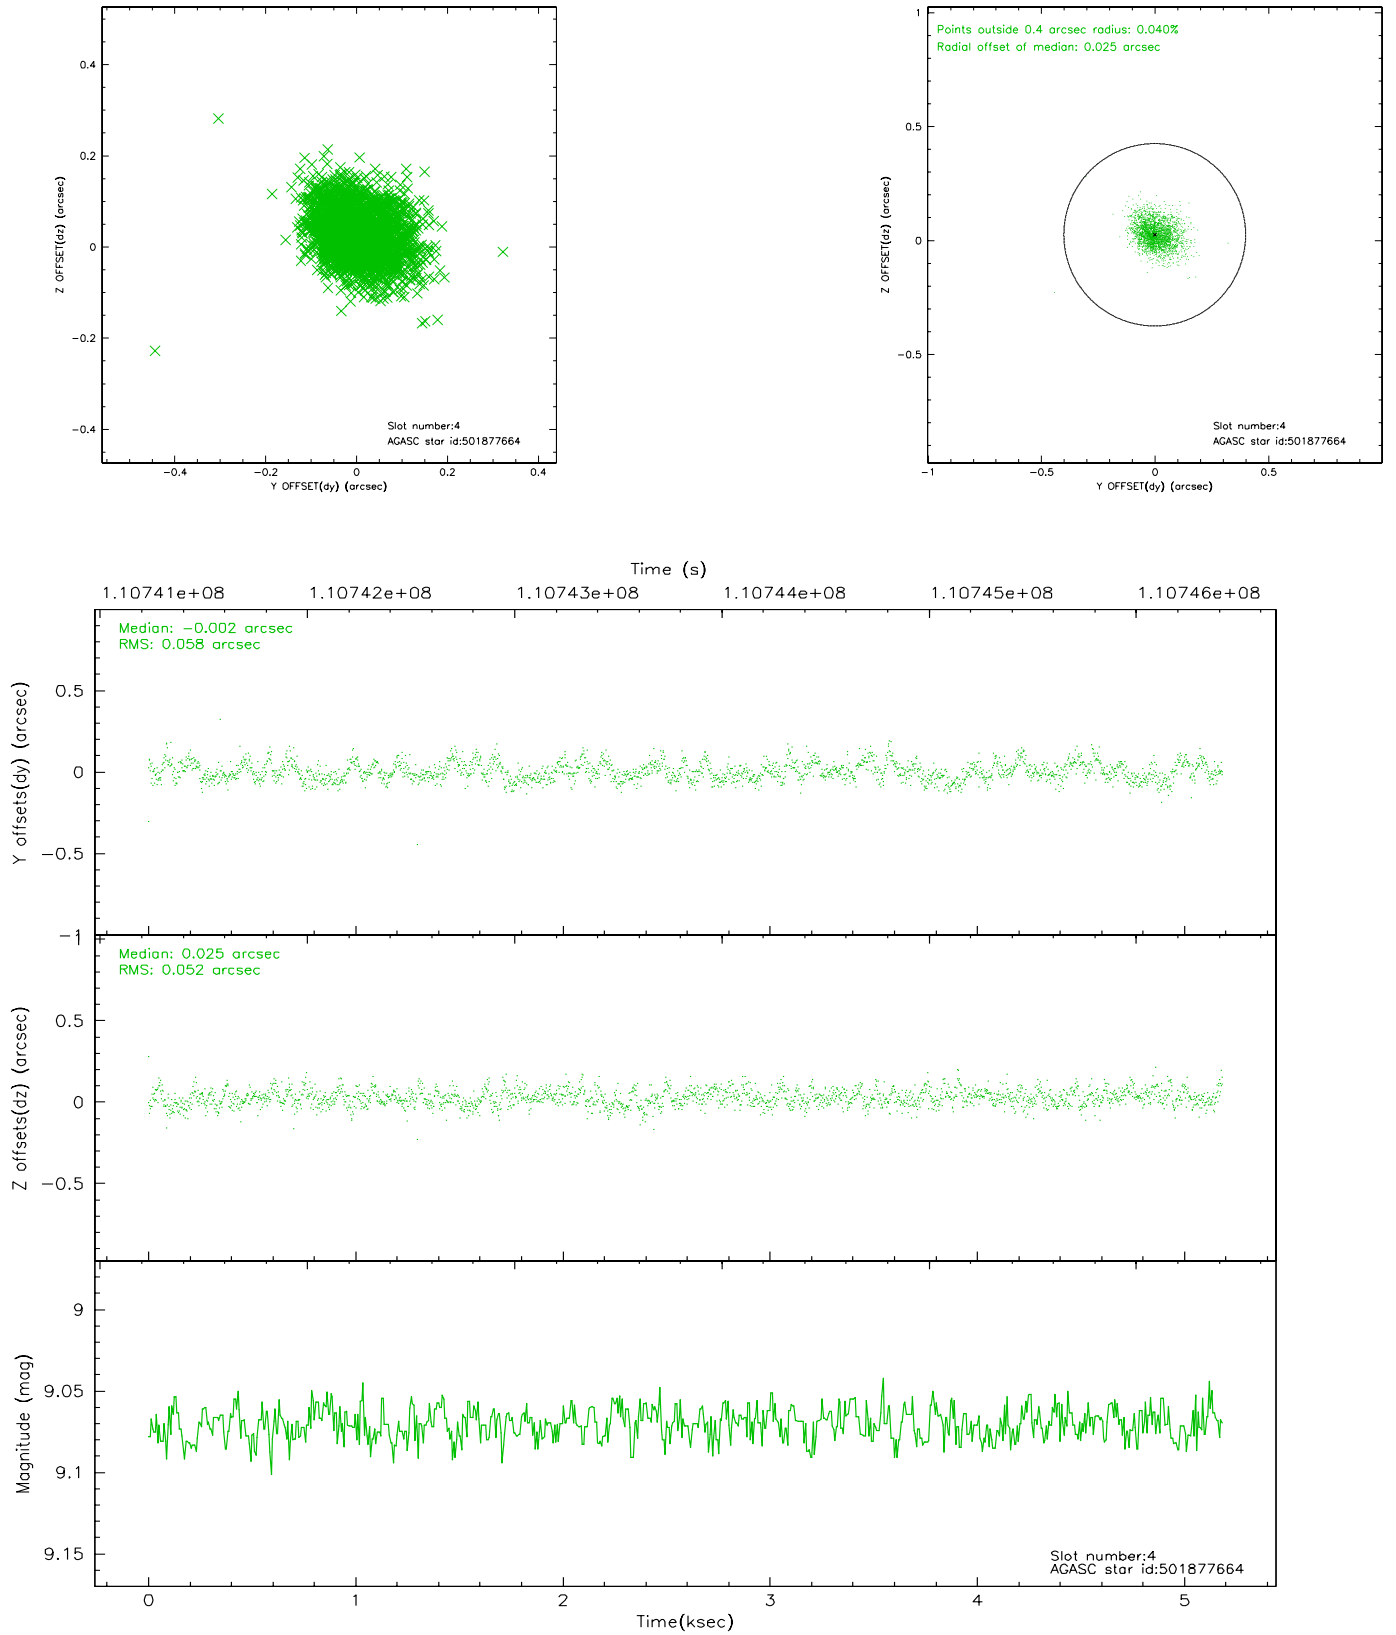 0.4
0.2
0
−0.2
−0.4
Z OFFSET(dz) (arcsec)
Slot number:4
AGASC star id:501877664
−0.4 −0.2 0 0.2 0.4
Y OFFSET(dy) (arcsec)
1
0.5
0
−0.5
Z OFFSET(dz) (arcsec)
Points outside 0.4 arcsec radius: 0.040%
Radial offset of median: 0.025 arcsec
Slot number:4
AGASC star id:501877664
−1 −0.5 0 0.5
Y OFFSET(dy) (arcsec)
Time (s)
1.10741e+08 1.10742e+08 1.10743e+08 1.10744e+08 1.10745e+08 1.10746e+08
Median: −0.002 arcsec
RMS: 0.058 arcsec
0.5
0
−0.5
−1
Y offsets(dy) (arcsec)
Median: 0.025 arcsec
RMS: 0.052 arcsec
1
0.5
0
−0.5
Z offsets(dz) (arcsec)
9
9.05
9.1
9.15
Magnitude (mag)
Slot number:4
AGASC star id:501877664
0 1 2 3 4 5
Time(ksec)